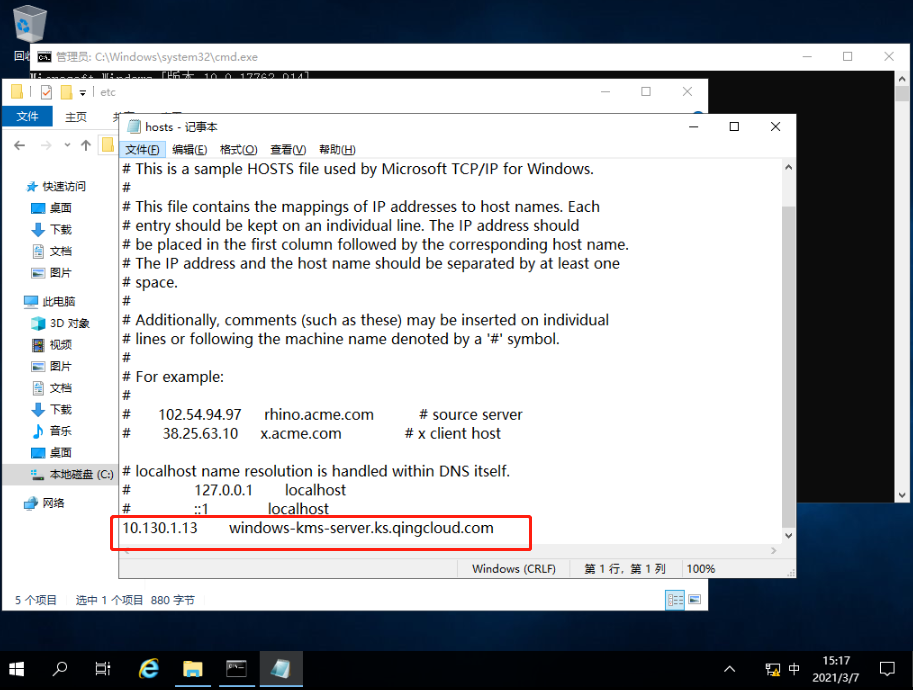 回收
管理员: C:\Windows\system32\cmd.exe
Microsoft Windows [版本 10.0.17763.914]
etc
文件 主页 共享
hosts - 记事本
文件(F) 编辑(E) 格式(O) 查看(V) 帮助(H)
快速访问
桌面
下载
文档
图片
此电脑
3D 对象
视频
图片
文档
下载
音乐
桌面
本地磁盘 (C:)
网络
# This is a sample HOSTS file used by Microsoft TCP/IP for Windows.
#
# This file contains the mappings of IP addresses to host names. Each
# entry should be kept on an individual line. The IP address should
# be placed in the first column followed by the corresponding host name.
# The IP address and the host name should be separated by at least one
# space.
#
# Additionally, comments (such as these) may be inserted on individual
# lines or following the machine name denoted by a '#' symbol.
#
# For example:
#
# 102.54.94.97 rhino.acme.com # source server
# 38.25.63.10 x.acme.com # x client host
# localhost name resolution is handled within DNS itself.
# 127.0.0.1 localhost
# ::1 localhost
10.130.1.13 windows-kms-server.ks.qingcloud.com
Windows (CRLF) 第 1 行，第 1 列 100%
5 个项目 选中 1 个项目 880 字节
中
15:17
2021/3/7